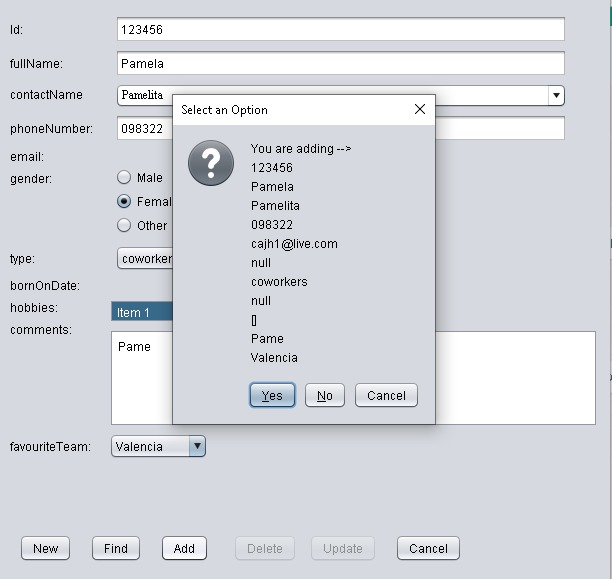 Id:
123456
fullName:
Pamela
contactName
Pamelita
phoneNumber:
098322
email:
gender:
Male
Femal
Other
type:
coworker
bornOnDate:
hobbies:
Item 1
comments:
Pame
favouriteTeam:
Valencia
Select an Option
You are adding -->
123456
Pamela
Pamelita
098322
cajh1@live.com
null
coworkers
null
[]
Pame
Valencia
Yes
No
Cancel
New
Find
Add
Delete
Update
Cancel